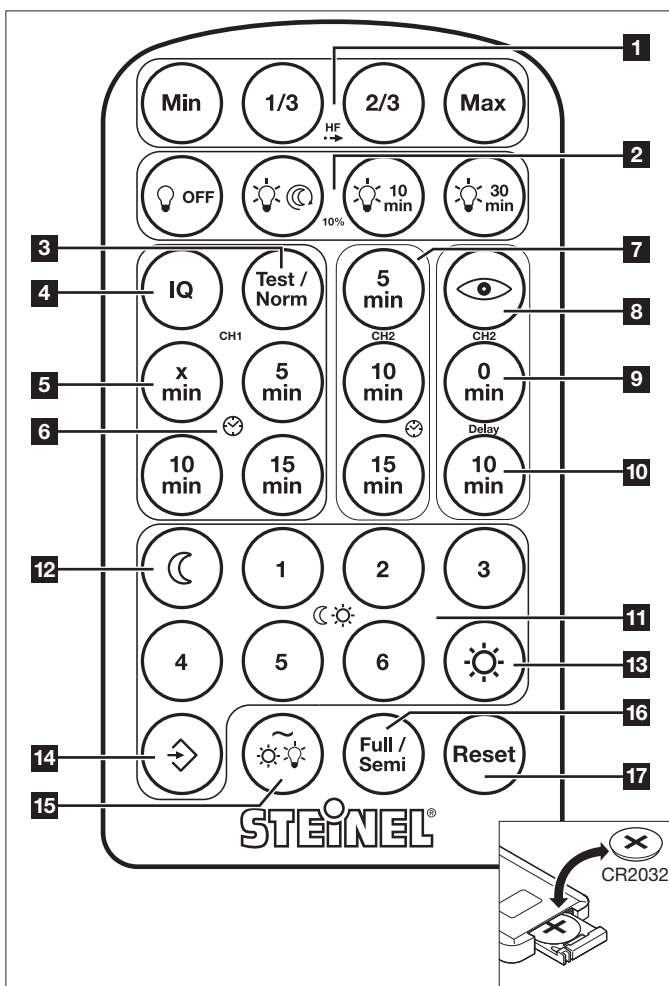 1
Min 1/3 2/3 Max
HF
2
OFF 10 min 30 min
10%
3
4
IQ Test / Norm 5 min
7
8
CH1 CH2 CH2
5
x min 5 min 10 min 0 min
9
6
Delay
10 min 15 min 15 min 10 min
10
12
1 2 3
11
4 5 6
13
14
15
Full / Semi
16
Reset
17
STEINEL®
CR2032